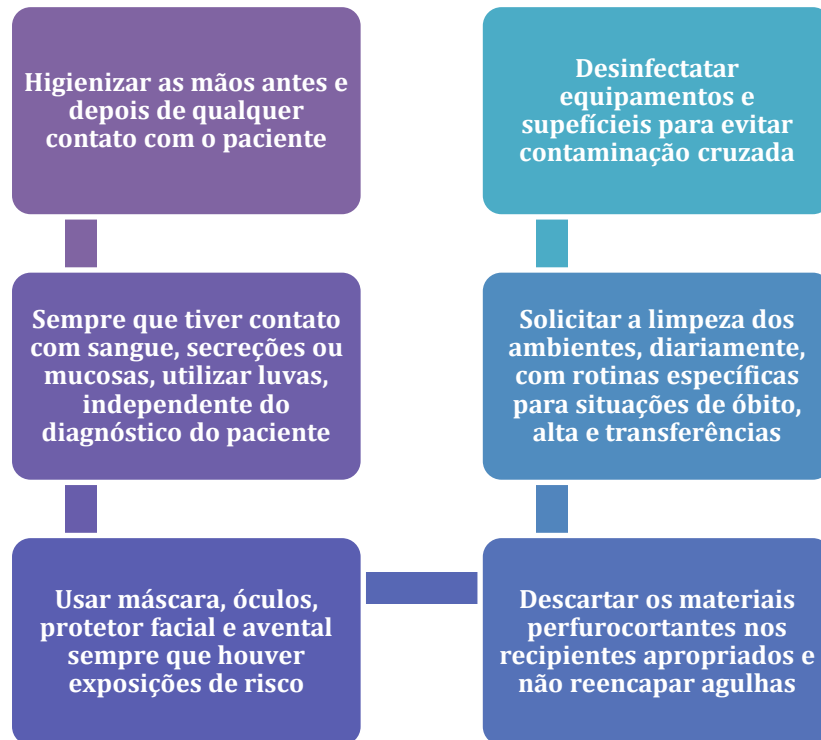 Higienizar as mãos antes e
depois de qualquer
contato com o paciente
Sempre que tiver contato
com sangue, secreções ou
mucosas, utilizar luvas,
independente do
diagnóstico do paciente
Usar máscara, óculos,
protetor facial e avental
sempre que houver
exposições de risco
Descartar os materiais
perfurocortantes nos
recipientes apropriados e
não reencapar agulhas
Solicitar a limpeza dos
ambientes, diariamente,
com rotinas específicas
para situações de óbito,
alta e transferências
Desinfectatar
equipamentos e
supefícieis para evitar
contaminação cruzada